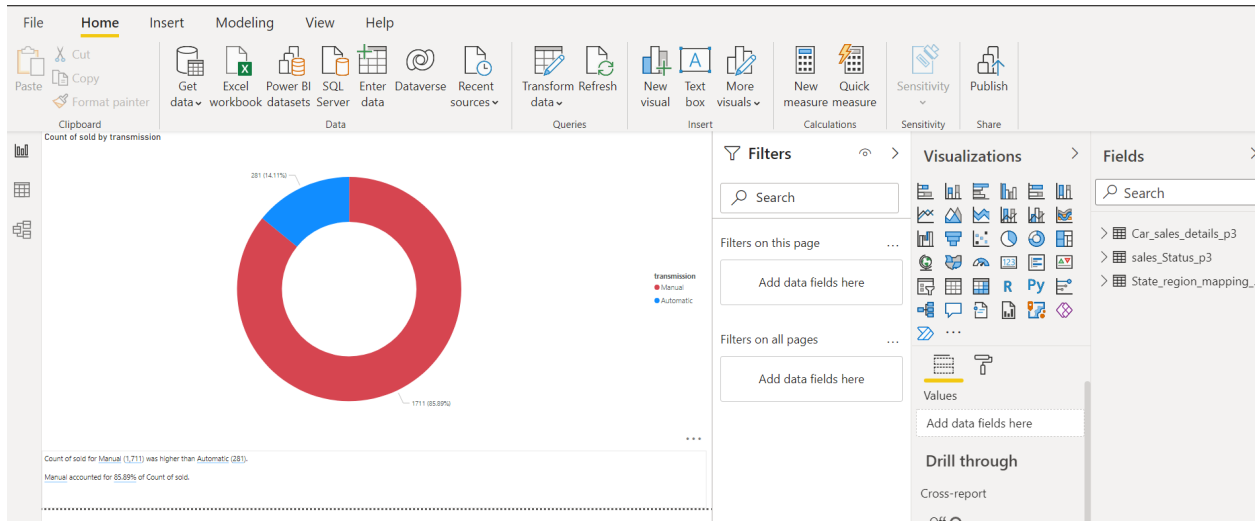 File Home Insert Modeling View Help
Paste
Cut
Copy
Format painter
Clipboard
Get data
Excel workbook
Power BI datasets
SQL Server
Enter data
Dataverse
Recent sources
Data
Transform data
Refresh
Queries
New visual
Text box
More visuals
Insert
New measure
Quick measure
Calculations
Sensitivity
Sensitivity
Publish
Share
Count of sold by transmission
281 (14.11%)
1711 (85.89%)
transmission
Manual
Automatic
Count of sold for Manual (1,711) was higher than Automatic (281).
Manual accounted for 85.89% of Count of sold.
Filters
Search
Filters on this page
Add data fields here
Filters on all pages
Add data fields here
Visualizations
123
R Py
Values
Add data fields here
Drill through
Cross-report
Off
Fields
Search
Car_sales_details_p3
sales_Status_p3
State_region_mapping_